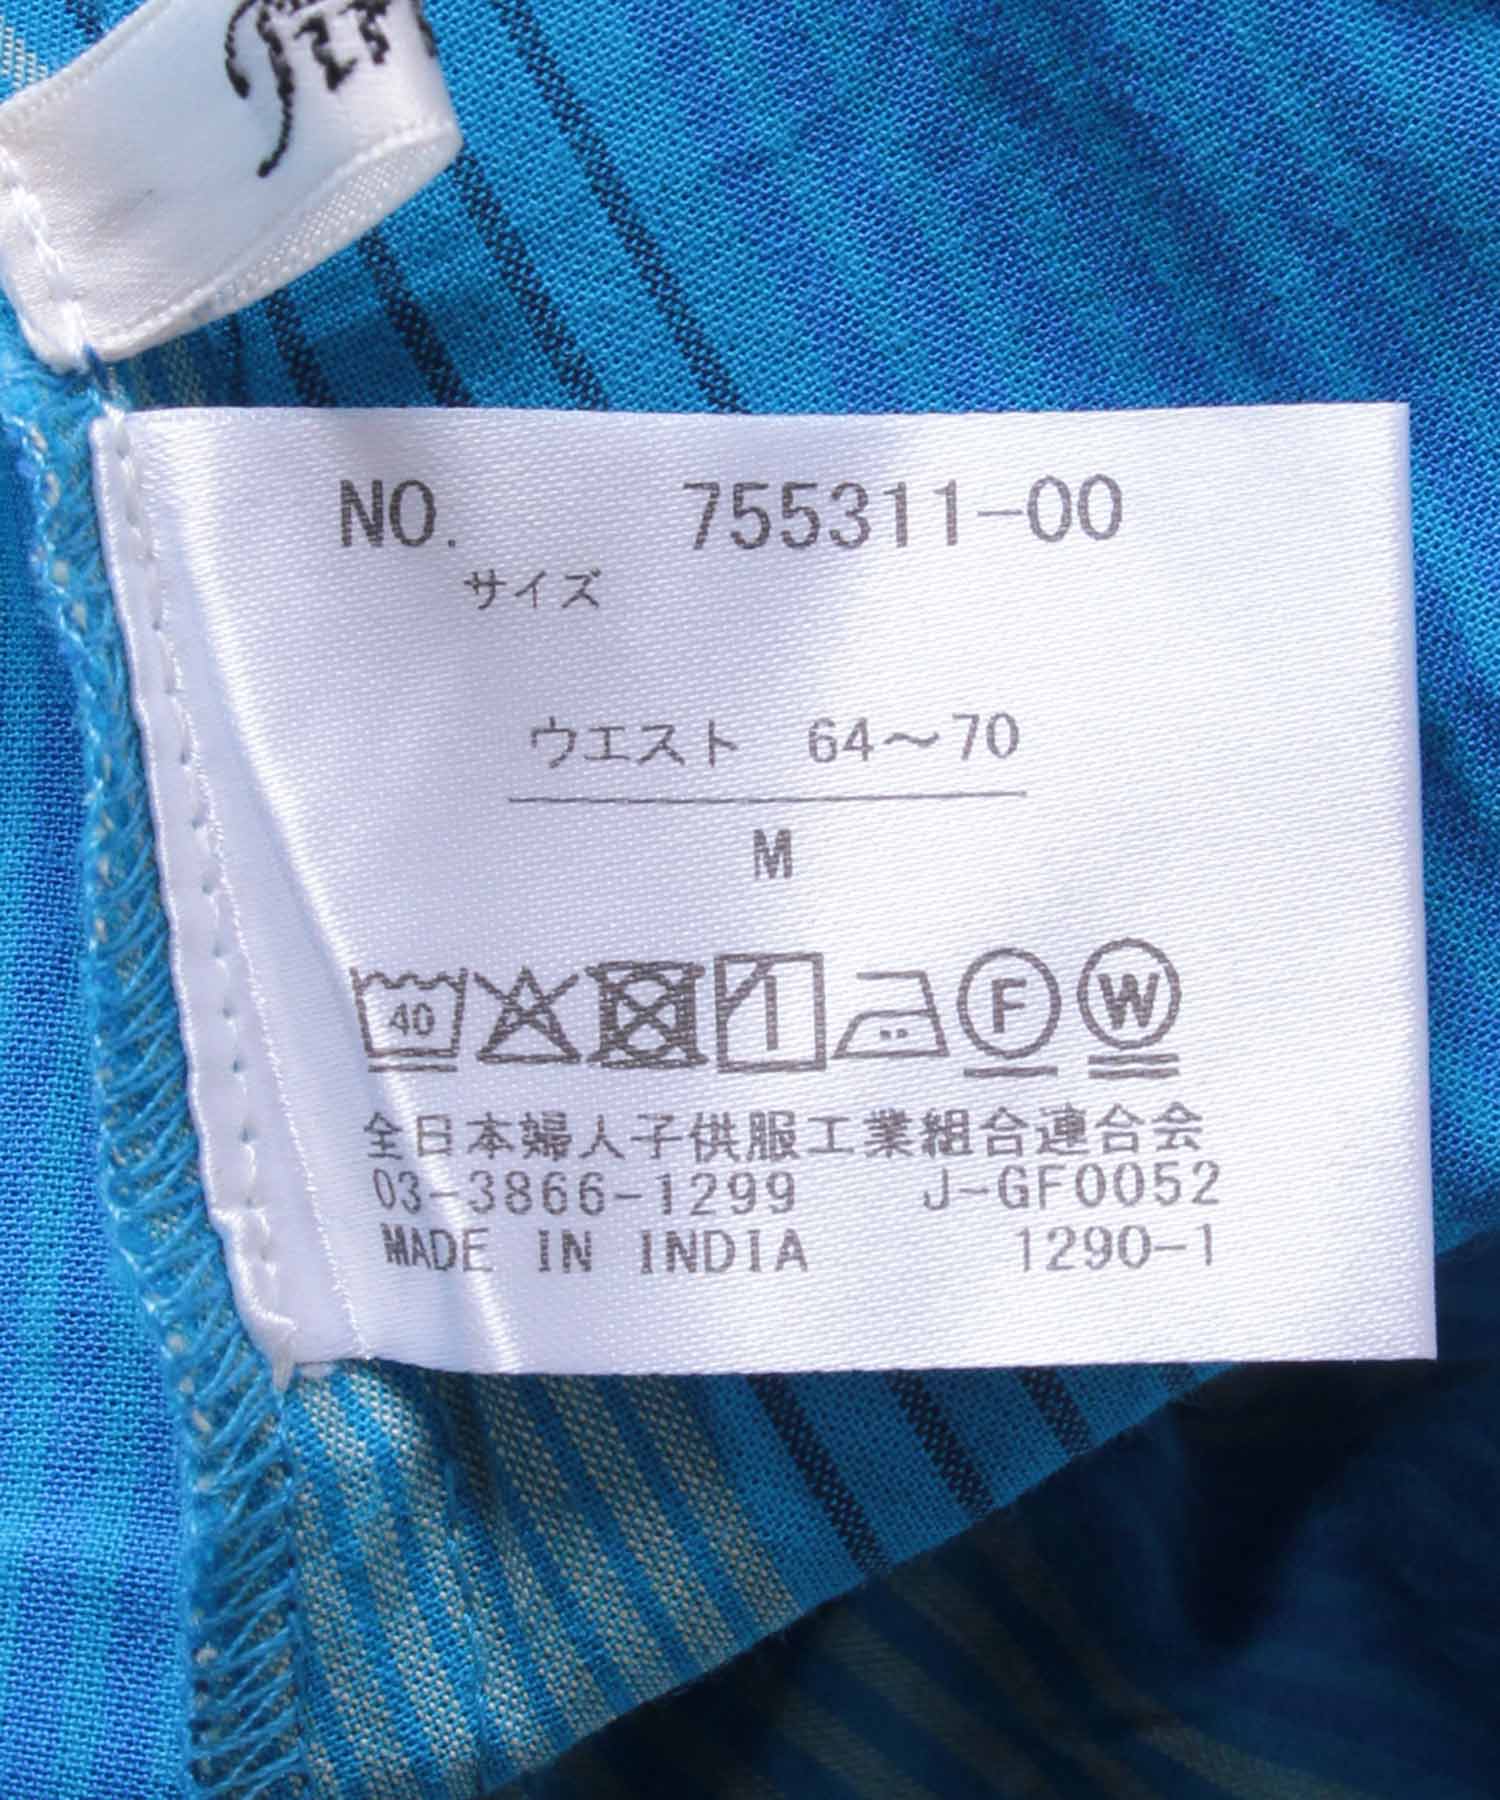 NO. 755311-00
サイズ
ウエスト 64～70
M
40 F W
全日本婦人子供服工業組合連合会
03-3866-1299 J-GF0052
MADE IN INDIA 1290-1